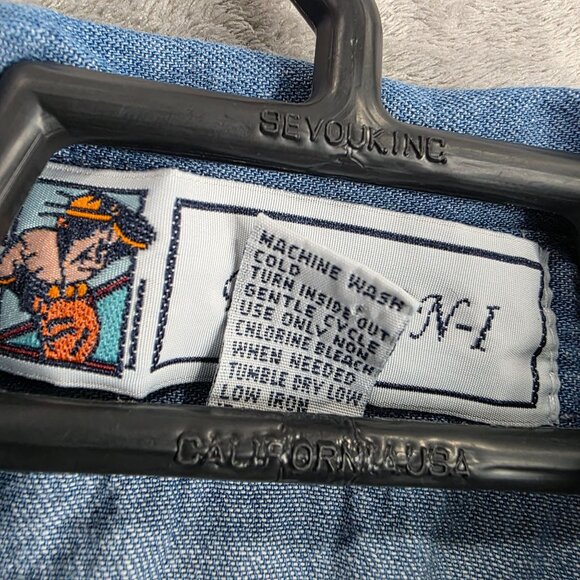 SEVOUKING
N-I
MACHINE WASH
COLD
TURN INSIDE OUT
GENTLE CYCLE
USE ONLY NON
CHLORINE BLEACH
WHEN NEEDED
TUMBLE DRY LOW
LOW IRON
CALIFORNIA USA